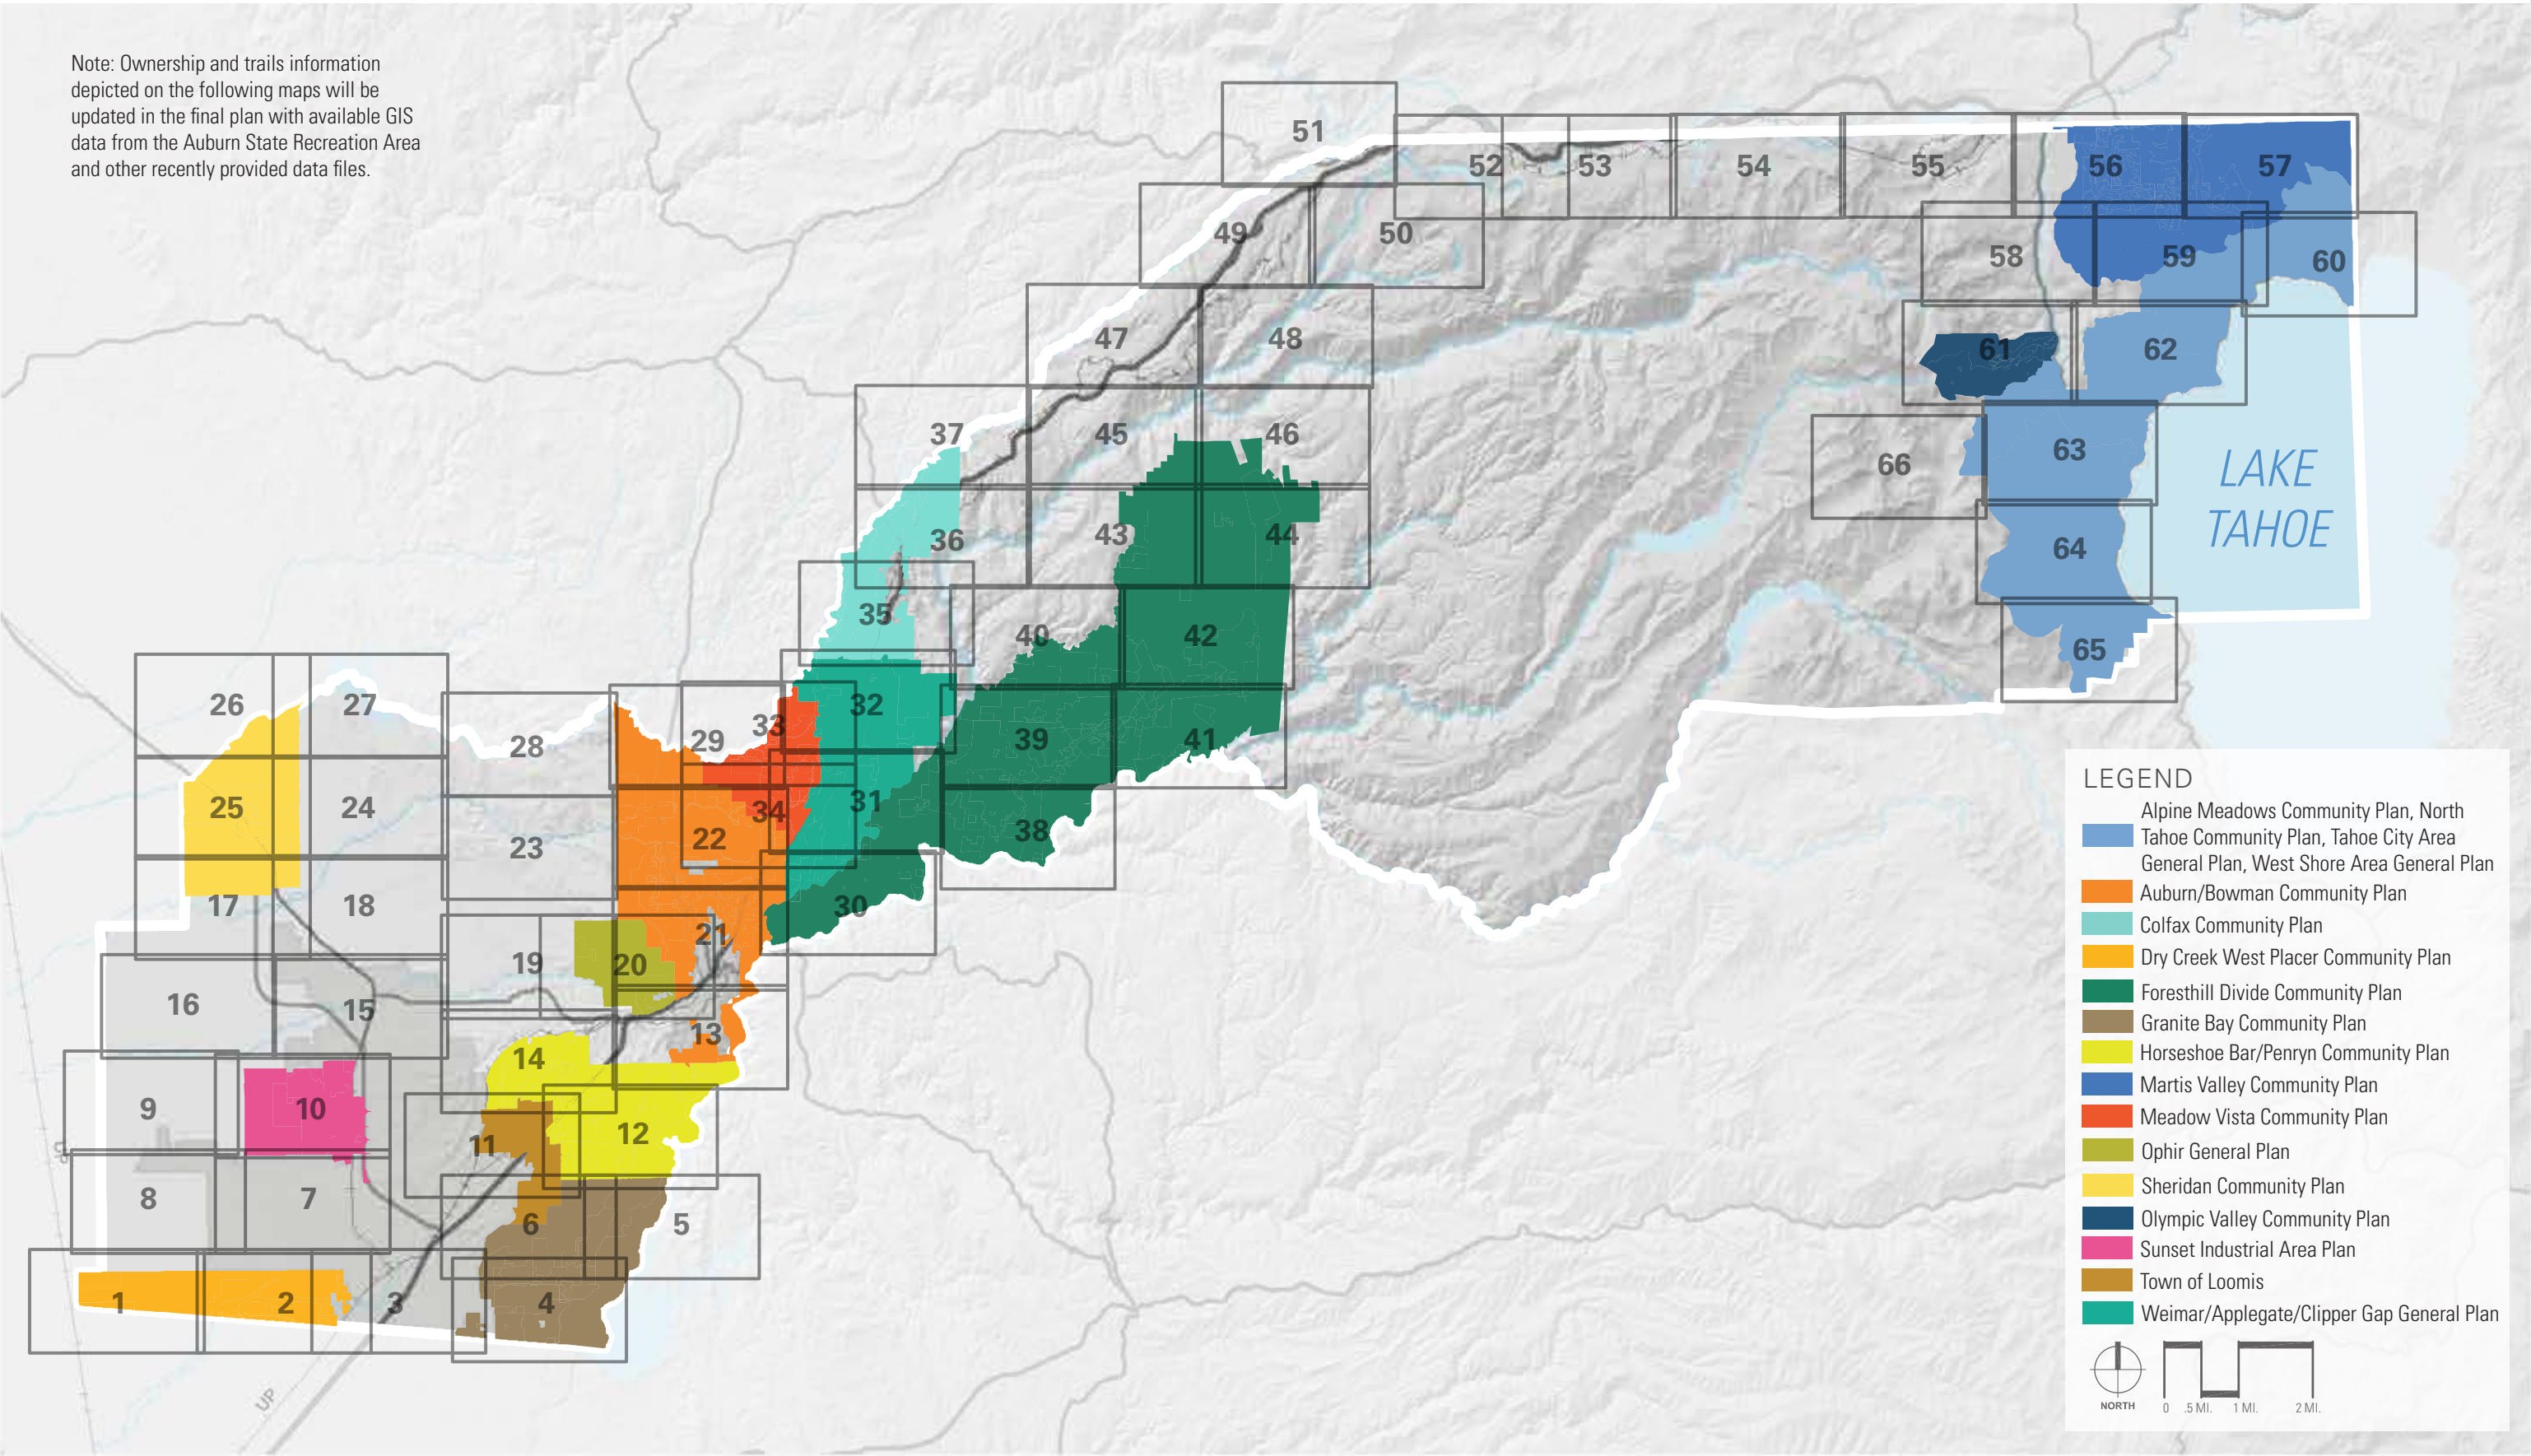 Note: Ownership and trails information
depicted on the following maps will be
updated in the final plan with available GIS
data from the Auburn State Recreation Area
and other recently provided data files.
51
52
53
54
55
56
57
49
50
58
59
60
47
48
61
62
37
45
46
66
63
LAKE
TAHOE
36
43
44
64
35
40
42
65
26
27
28
29
33
32
39
41
25
24
23
22
34
31
38
17
18
19
20
21
30
16
15
13
14
9
10
11
12
8
7
6
5
1
2
3
4
UP
LEGEND
Alpine Meadows Community Plan, North
Tahoe Community Plan, Tahoe City Area
General Plan, West Shore Area General Plan
Auburn/Bowman Community Plan
Colfax Community Plan
Dry Creek West Placer Community Plan
Foresthill Divide Community Plan
Granite Bay Community Plan
Horseshoe Bar/Penryn Community Plan
Martis Valley Community Plan
Meadow Vista Community Plan
Ophir General Plan
Sheridan Community Plan
Olympic Valley Community Plan
Sunset Industrial Area Plan
Town of Loomis
Weimar/Applegate/Clipper Gap General Plan
NORTH
0 .5 MI. 1 MI. 2 MI.